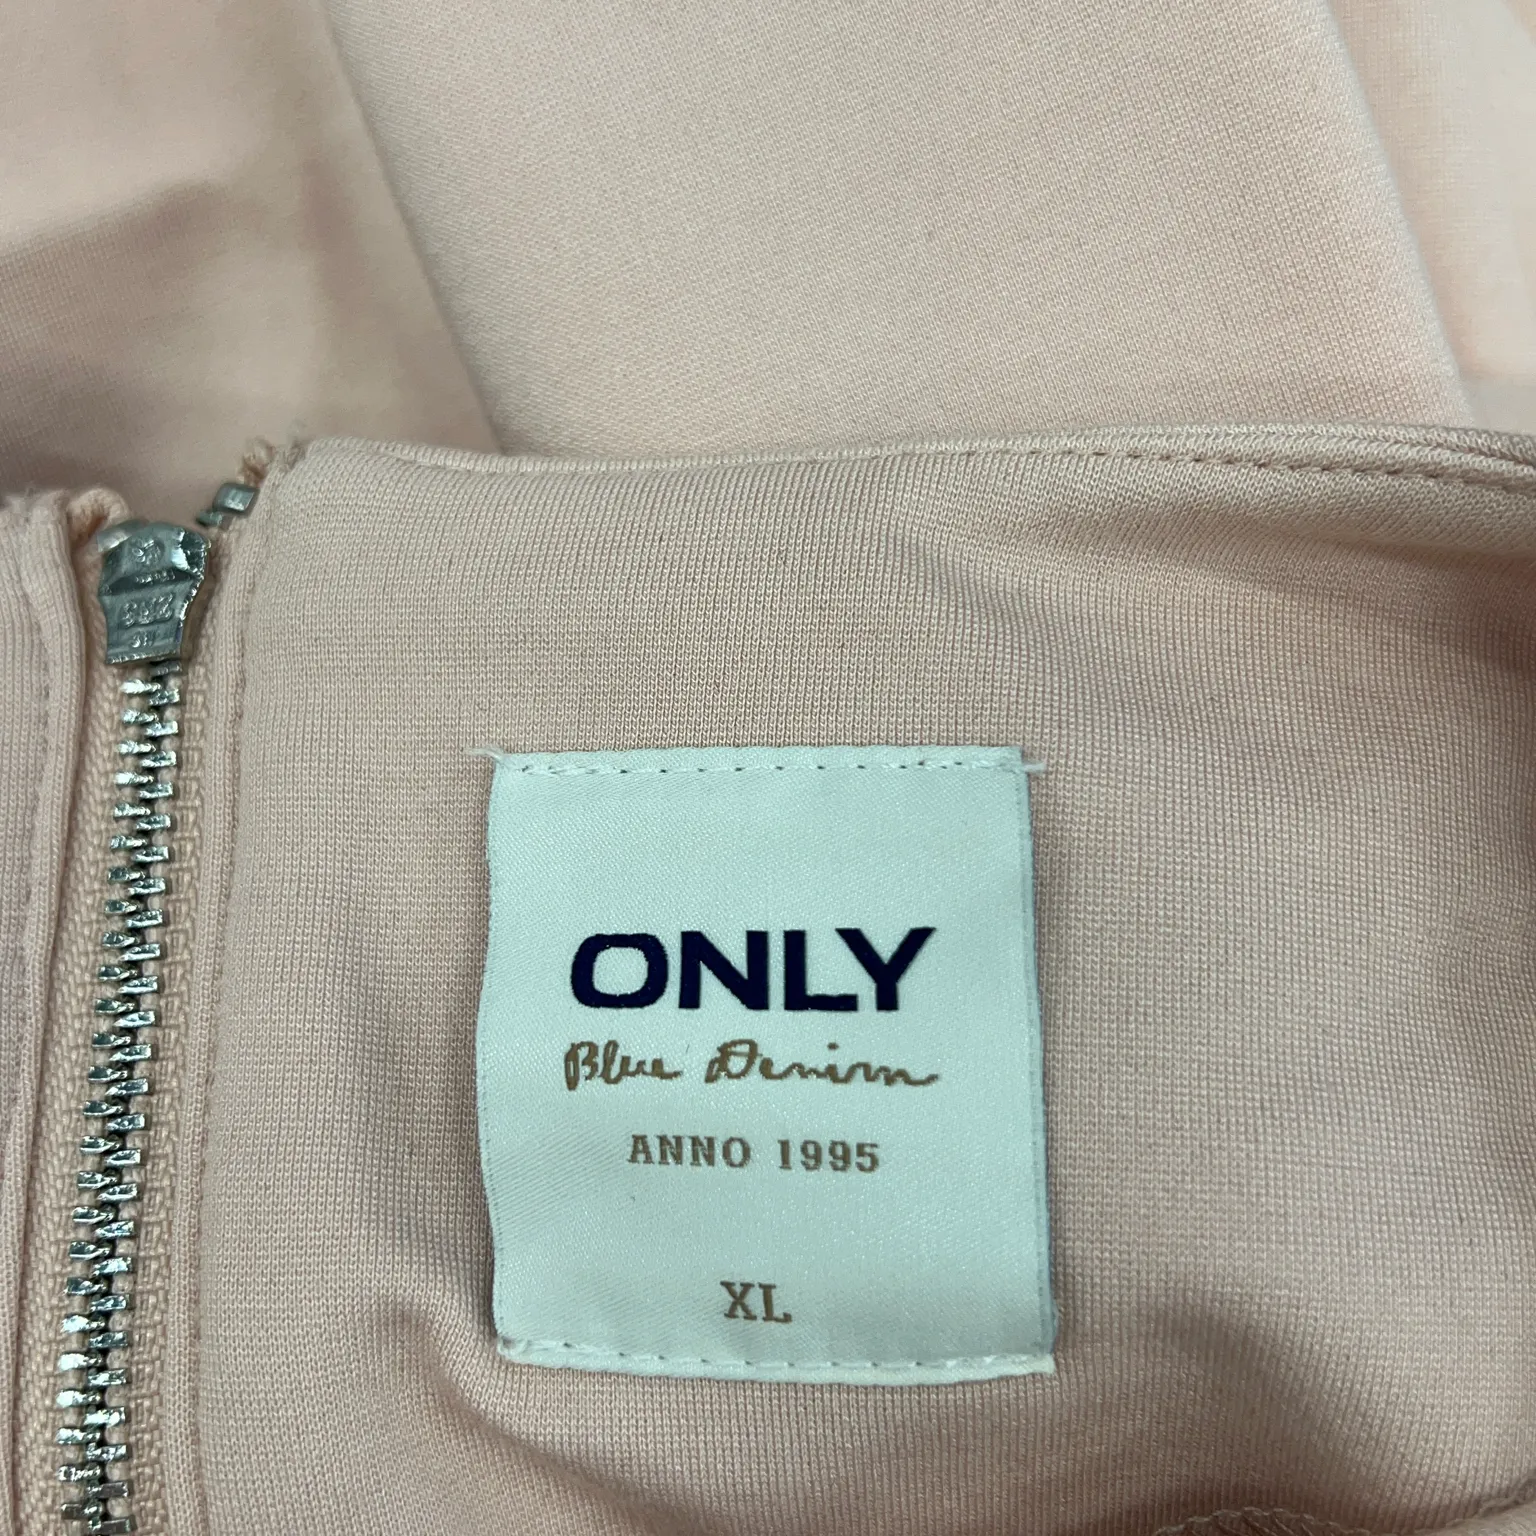 ONLY
Blue Denim
ANNO 1995
XL